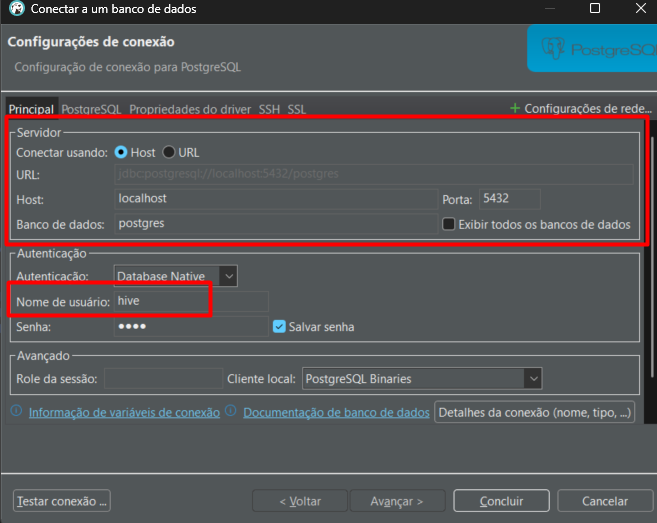 Conectar a um banco de dados
Configurações de conexão
Configuração de conexão para PostgreSQL
PostgreSQL
Principal PostgreSQL Propriedades do driver SSH SSL + Configurações de rede...
Servidor
Conectar usando: Host URL
URL: jdbc:postgresql://localhost:5432/postgres
Host: localhost Porta: 5432
Banco de dados: postgres Exibir todos os bancos de dados
Autenticação
Autenticação: Database Native
Nome de usuário: hive
Senha: •••• Salvar senha
Avançado
Role da sessão: Cliente local: PostgreSQL Binaries
Informação de variáveis de conexão Documentação de banco de dados Detalhes da conexão (nome, tipo, ...)
Testar conexão ... < Voltar Avançar > Concluir Cancelar